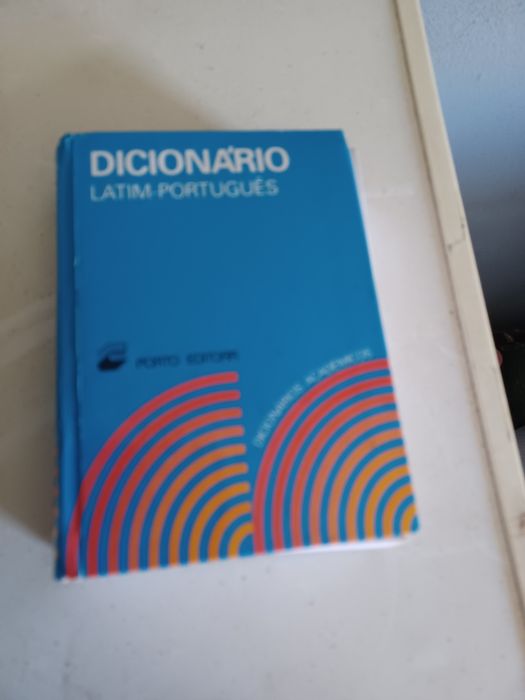 DICIONÁRIO
LATIM-PORTUGUÊS
PORTO EDITORA
DICIONÁRIOS ACADÉMICOS